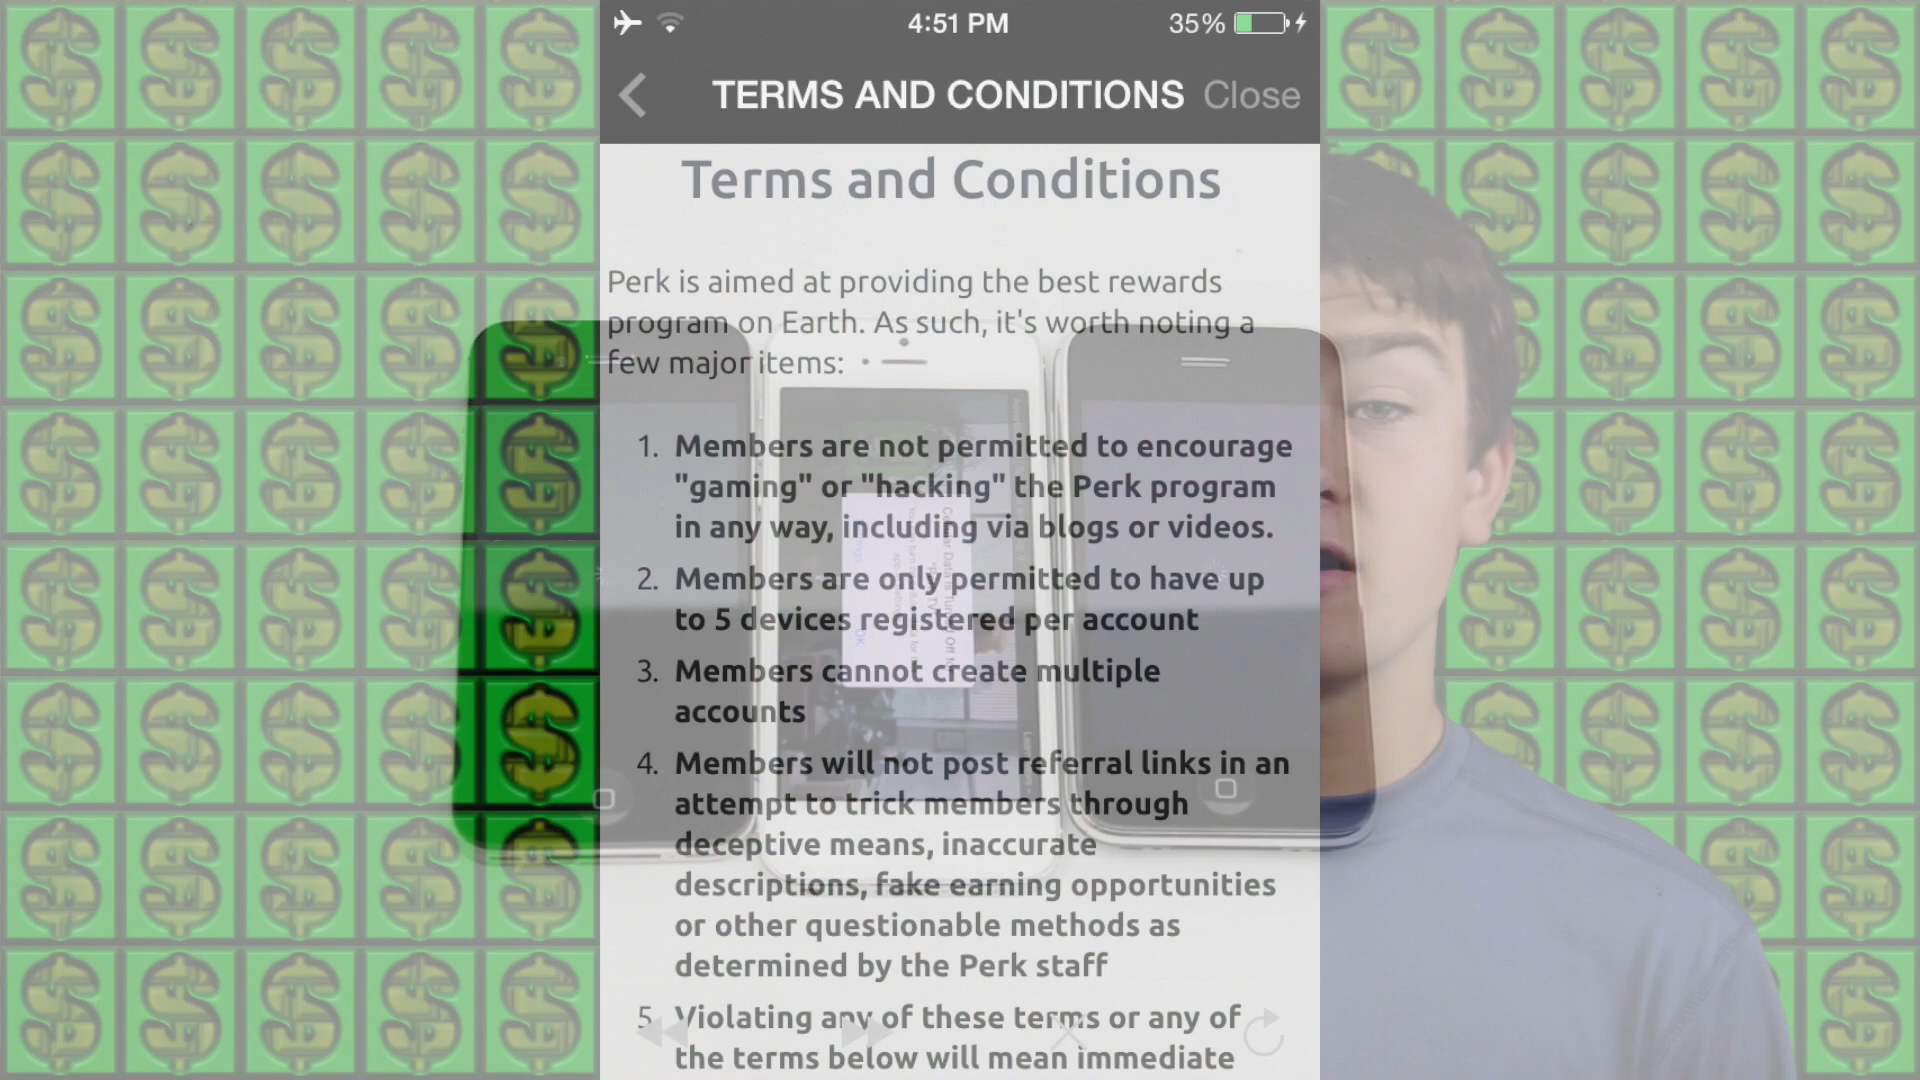 4:51 PM
35%
TERMS AND CONDITIONS
Close
Terms and Conditions
Perk is aimed at providing the best rewards
program on Earth. As such, it's worth noting a
few major items:
1. Members are not permitted to encourage
"gaming" or "hacking" the Perk program
in any way, including via blogs or videos.
2. Members are only permitted to have up
to 5 devices registered per account
3. Members cannot create multiple
accounts
4. Members will not post referral links in an
attempt to trick members through
deceptive means, inaccurate
descriptions, fake earning opportunities
or other questionable methods as
determined by the Perk staff
5. Violating any of these terms or any of
the terms below will mean immediate